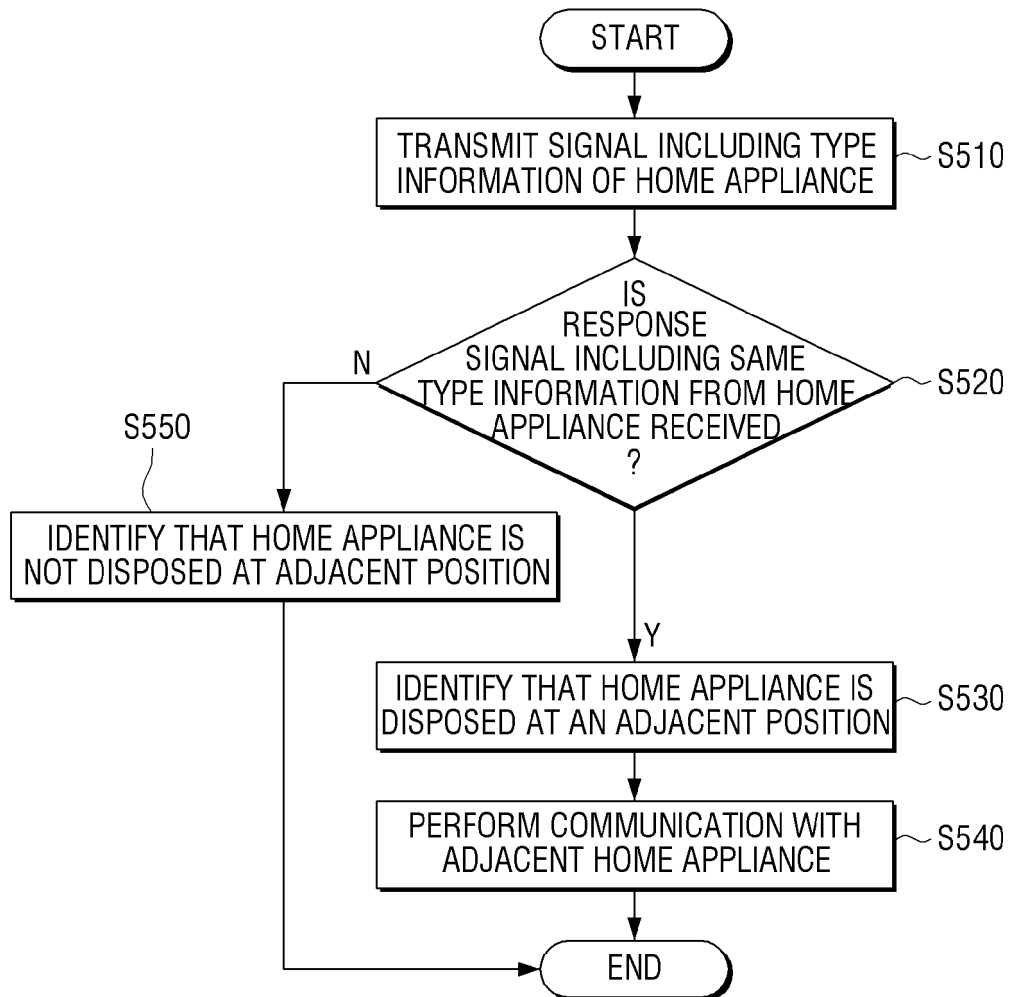 START
TRANSMIT SIGNAL INCLUDING TYPE
INFORMATION OF HOME APPLIANCE
S510
IS
RESPONSE
SIGNAL INCLUDING SAME
TYPE INFORMATION FROM HOME
APPLIANCE RECEIVED
?
S520
N
S550
IDENTIFY THAT HOME APPLIANCE IS
NOT DISPOSED AT ADJACENT POSITION
Y
IDENTIFY THAT HOME APPLIANCE IS
DISPOSED AT AN ADJACENT POSITION
S530
PERFORM COMMUNICATION WITH
ADJACENT HOME APPLIANCE
S540
END